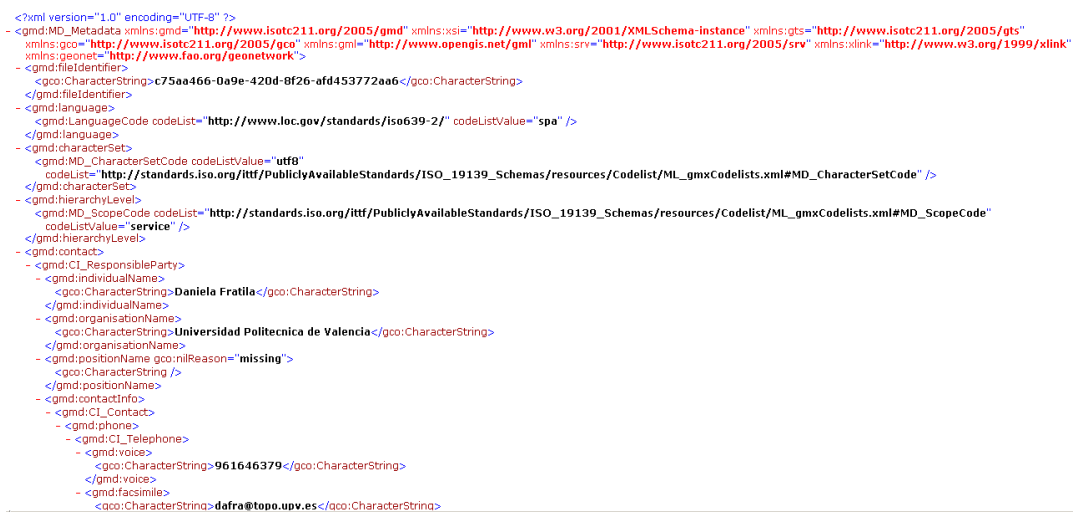 <?xml version="1.0" encoding="UTF-8" ?>
- <gmd:MD_Metadata xmlns:gmd="http://www.isotc211.org/2005/gmd" xmlns:xsi="http://www.w3.org/2001/XMLSchema-instance" xmlns:gts="http://www.isotc211.org/2005/gts"
xmlns:gco="http://www.isotc211.org/2005/gco" xmlns:gml="http://www.opengis.net/gml" xmlns:srv="http://www.isotc211.org/2005/srv" xmlns:xlink="http://www.w3.org/1999/xlink"
xmlns:geonet="http://www.fao.org/geonetwork">
- <gmd:fileIdentifier>
<gco:CharacterString>c75aa466-0a9e-420d-8f26-afd453772aa6</gco:CharacterString>
</gmd:fileIdentifier>
- <gmd:language>
<gmd:LanguageCode codeList="http://www.loc.gov/standards/iso639-2/" codeListValue="spa" />
</gmd:language>
- <gmd:characterSet>
<gmd:MD_CharacterSetCode codeListValue="utf8"
codeList="http://standards.iso.org/ittf/PubliclyAvailableStandards/ISO_19139_Schemas/resources/Codelist/ML_gmxCodelists.xml#MD_CharacterSetCode" />
</gmd:characterSet>
- <gmd:hierarchyLevel>
<gmd:MD_ScopeCode codeList="http://standards.iso.org/ittf/PubliclyAvailableStandards/ISO_19139_Schemas/resources/Codelist/ML_gmxCodelists.xml#MD_ScopeCode"
codeListValue="service" />
</gmd:hierarchyLevel>
- <gmd:contact>
- <gmd:CI_ResponsibleParty>
- <gmd:individualName>
<gco:CharacterString>Daniela Fratila</gco:CharacterString>
</gmd:individualName>
- <gmd:organisationName>
<gco:CharacterString>Universidad Politecnica de Valencia</gco:CharacterString>
</gmd:organisationName>
- <gmd:positionName gco:nilReason="missing">
<gco:CharacterString />
</gmd:positionName>
- <gmd:contactInfo>
- <gmd:CI_Contact>
- <gmd:phone>
- <gmd:CI_Telephone>
- <gmd:voice>
<gco:CharacterString>961646379</gco:CharacterString>
</gmd:voice>
- <gmd:facsimile>
<gco:CharacterString>dafra@topo.upv.es</gco:CharacterString>